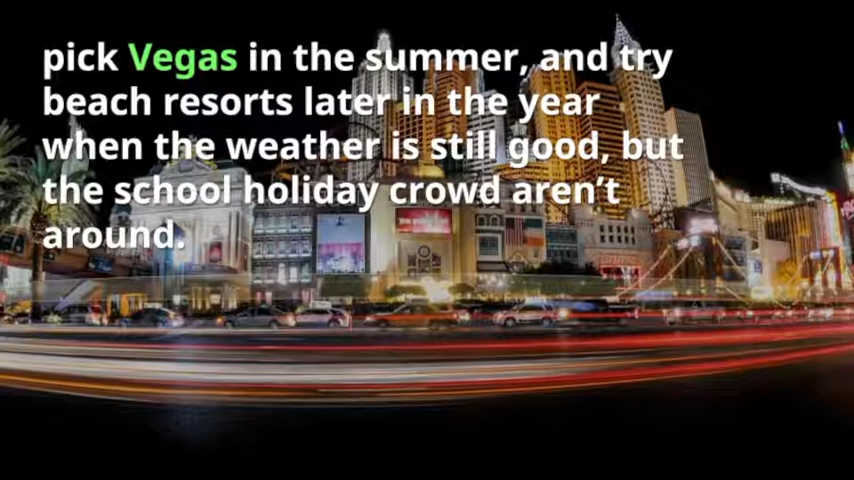 pick Vegas in the summer, and try
beach resorts later in the year
when the weather is still good, but
the school holiday crowd aren’t
around.